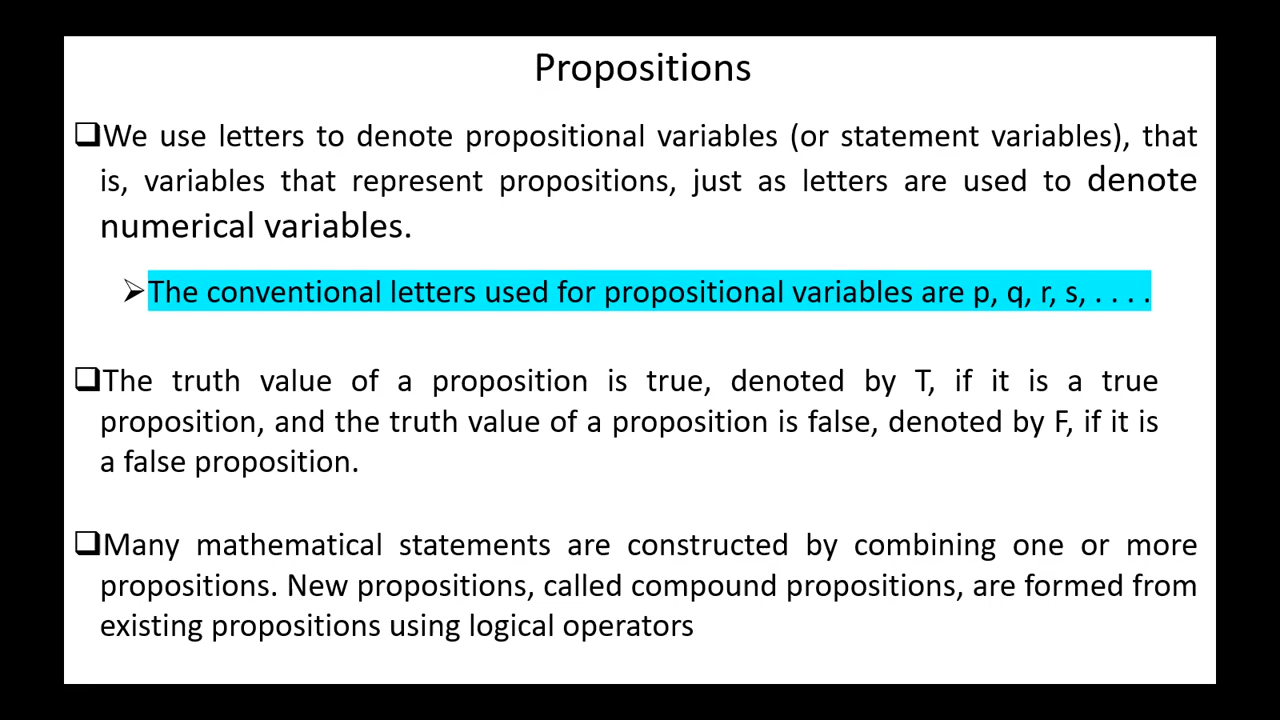 Propositions
❑We use letters to denote propositional variables (or statement variables), that
is, variables that represent propositions, just as letters are used to denote
numerical variables.
➢The conventional letters used for propositional variables are p, q, r, s, . . . .
❑The truth value of a proposition is true, denoted by T, if it is a true
proposition, and the truth value of a proposition is false, denoted by F, if it is
a false proposition.
❑Many mathematical statements are constructed by combining one or more
propositions. New propositions, called compound propositions, are formed from
existing propositions using logical operators